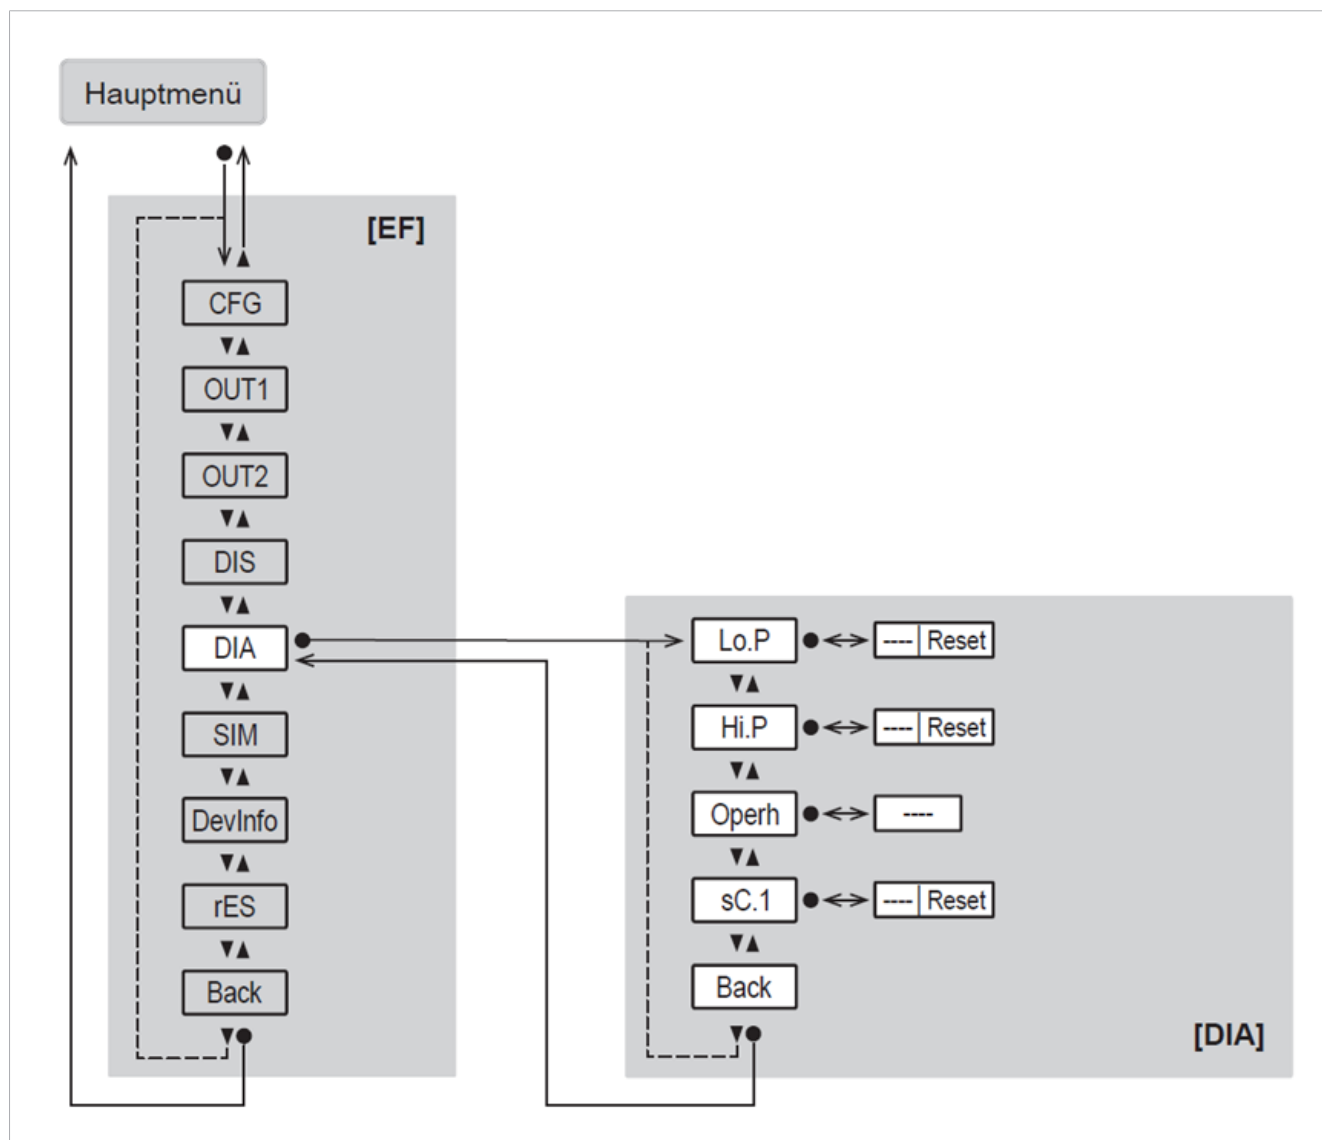 Hauptmenü
[EF]
CFG
OUT1
OUT2
DIS
DIA
SIM
DevInfo
rES
Back
Lo.P
---- Reset
Hi.P
---- Reset
Operh
----
sC.1
---- Reset
Back
[DIA]